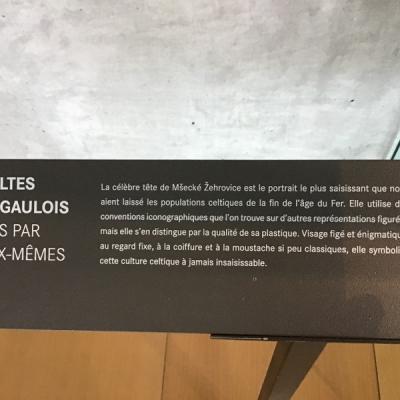 LTES
GAULOIS
S PAR
X-MÊMES
La célèbre tête de Mšecké Žehrovice est le portrait le plus saisissant que no
aient laissé les populations celtiques de la fin de l'âge du Fer. Elle utilise d
conventions iconographiques que l'on trouve sur d'autres représentations figuré
mais elle s'en distingue par la qualité de sa plastique. Visage figé et énigmatiqu
au regard fixe, à la coiffure et à la moustache si peu classiques, elle symboli
cette culture celtique à jamais insaisissable.